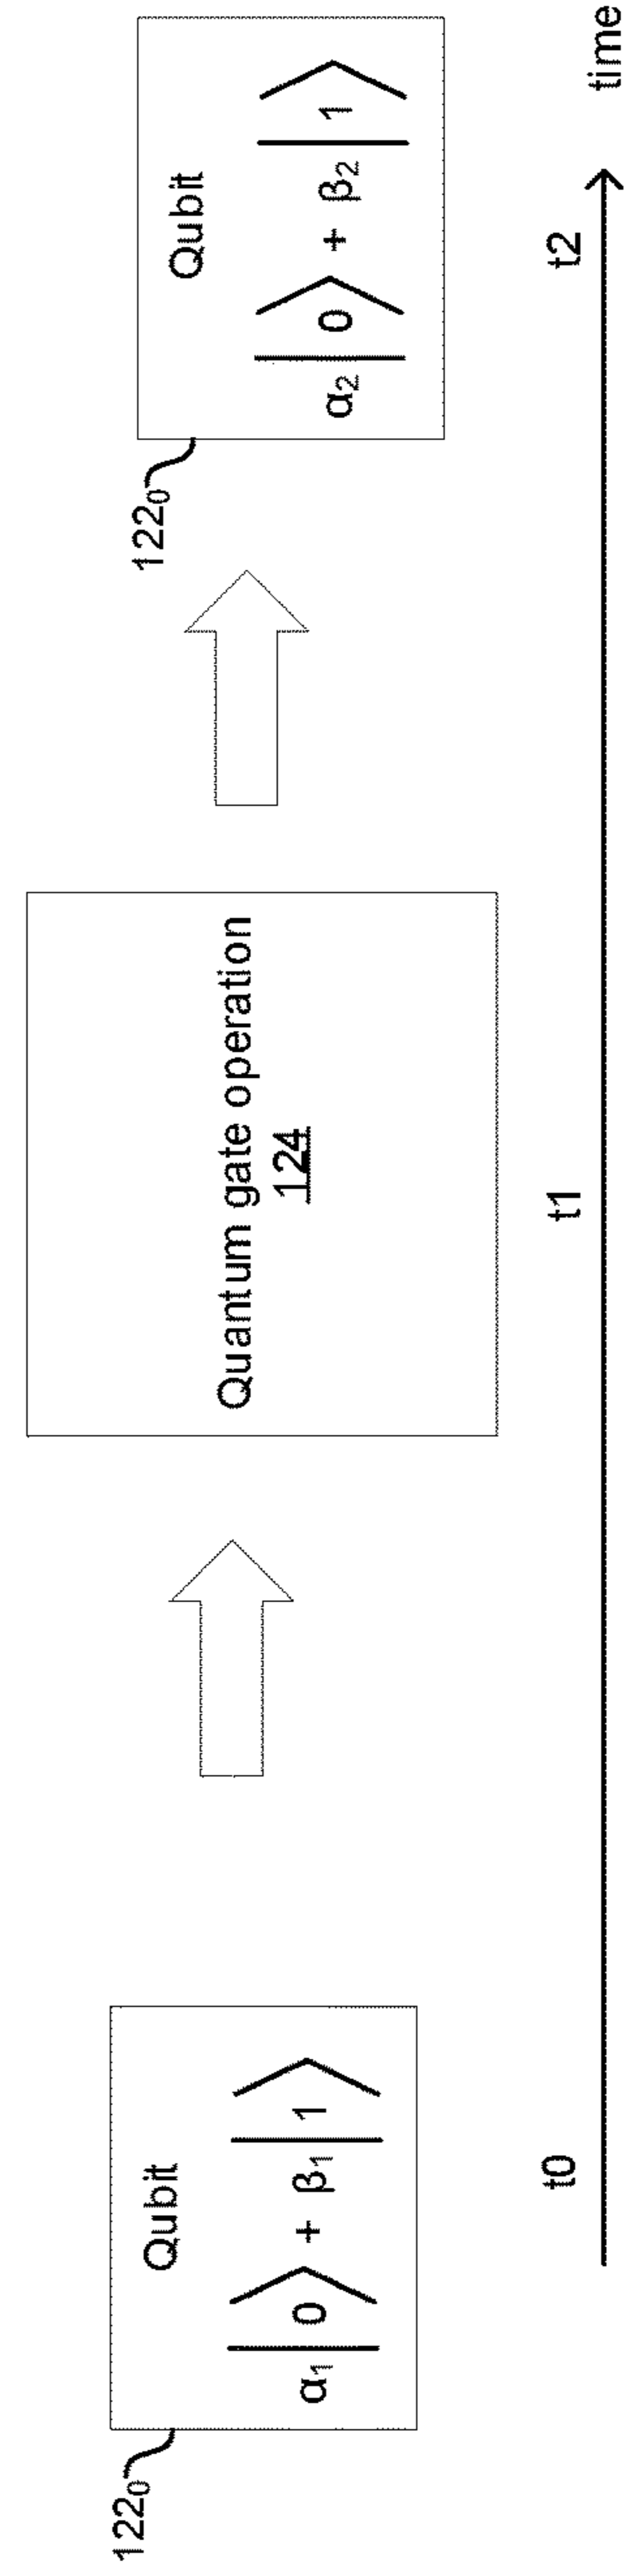 122₀
Qubit
α₁|0⟩ + β₁|1⟩
Quantum gate operation
124
122₀
Qubit
α₂|0⟩ + β₂|1⟩
t0
t1
t2
time